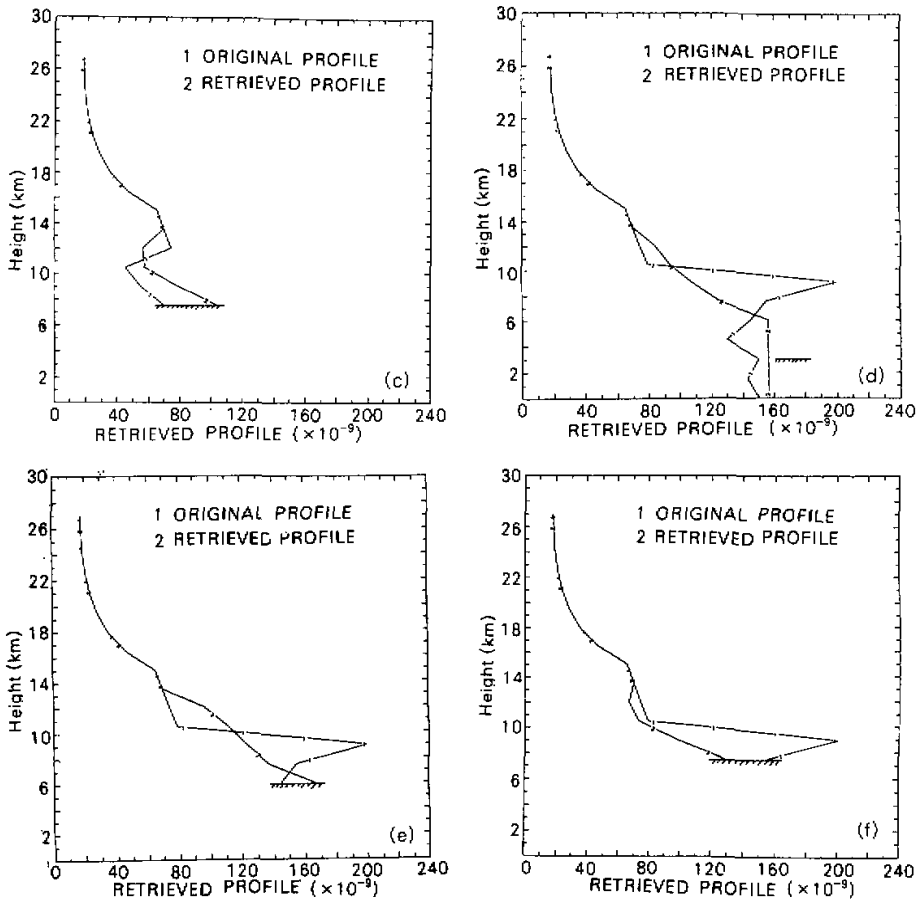 30
26
22
18
14
10
6
2
Height (km)
1 ORIGINAL PROFILE
2 RETRIEVED PROFILE
(c)
0 40 80 120 160 200 240
RETRIEVED PROFILE (×10⁻⁹)
30
26
22
18
14
10
6
2
Height (km)
1 ORIGINAL PROFILE
2 RETRIEVED PROFILE
(d)
0 40 80 120 160 200 240
RETRIEVED PROFILE (×10⁻⁹)
30
26
22
18
14
10
6
2
Height (km)
1 ORIGINAL PROFILE
2 RETRIEVED PROFILE
(e)
0 40 80 120 160 200 240
RETRIEVED PROFILE (×10⁻⁹)
30
26
22
18
15
10
6
2
Height (km)
1 ORIGINAL PROFILE
2 RETRIEVED PROFILE
(f)
0 40 80 120 160 200 240
RETRIEVED PROFILE (×10⁻⁹)